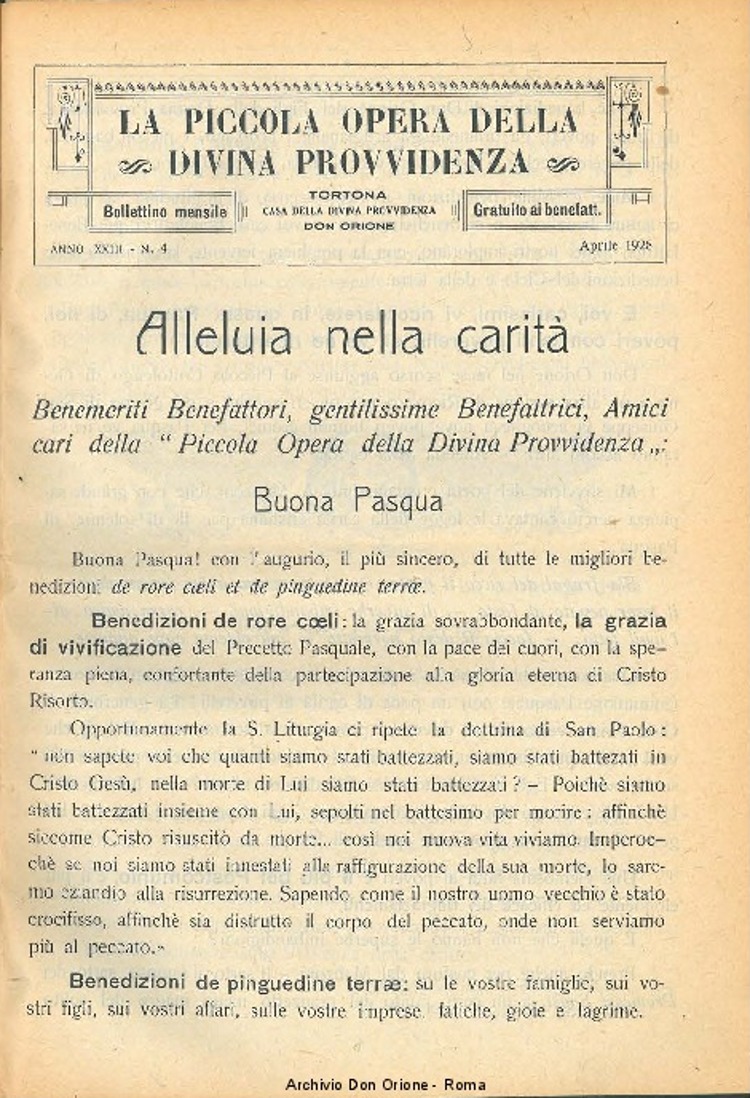 LA PICCOLA OPERA DELLA
DIVINA PROVVIDENZA
Bollettino mensile
TORTONA
CASA DELLA DIVINA PROVVIDENZA
DON ORIONE
Gratuito ai benefatt.
ANNO XXIII - N. 4
Aprile 1928
Alleluia nella carità
Benemeriti Benefattori, gentilissime Benefattrici, Amici
cari della “ Piccola Opera della Divina Provvidenza „:
Buona Pasqua
Buona Pasqua! con l'augurio, il più sincero, di tutte le migliori be-
nedizioni de rore cœli et de pinguedine terræ.
Benedizioni de rore cœli: la grazia sovrabbondante, la grazia
di vivificazione del Precetto Pasquale, con la pace dei cuori, con la spe-
ranza piena, confortante della partecipazione alla gloria eterna di Cristo
Risorto.
Opportunamente la S. Liturgia ci ripete la dottrina di San Paolo:
“ non sapete voi che quanti siamo stati battezzati, siamo stati battezati in
Cristo Gesù, nella morte di Lui siamo stati battezzati? - Poichè siamo
stati battezzati insieme con Lui, sepolti nel battesimo per morire: affinchè
siccome Cristo risuscitò da morte... così noi nuova vita viviamo. Imperoc-
chè se noi siamo stati innestati alla raffigurazione della sua morte, lo sare-
mo eziandio alla risurrezione. Sapendo come il nostro uomo vecchio è stato
crocifisso, affinchè sia distrutto il corpo del peccato, onde non serviamo
più al peccato.»
Benedizioni de pinguedine terræ: su le vostre famiglie, sui vo-
stri figli, sui vostri affari, sulle vostre imprese, fatiche, gioie e lagrime.
Archivio Don Orione - Roma